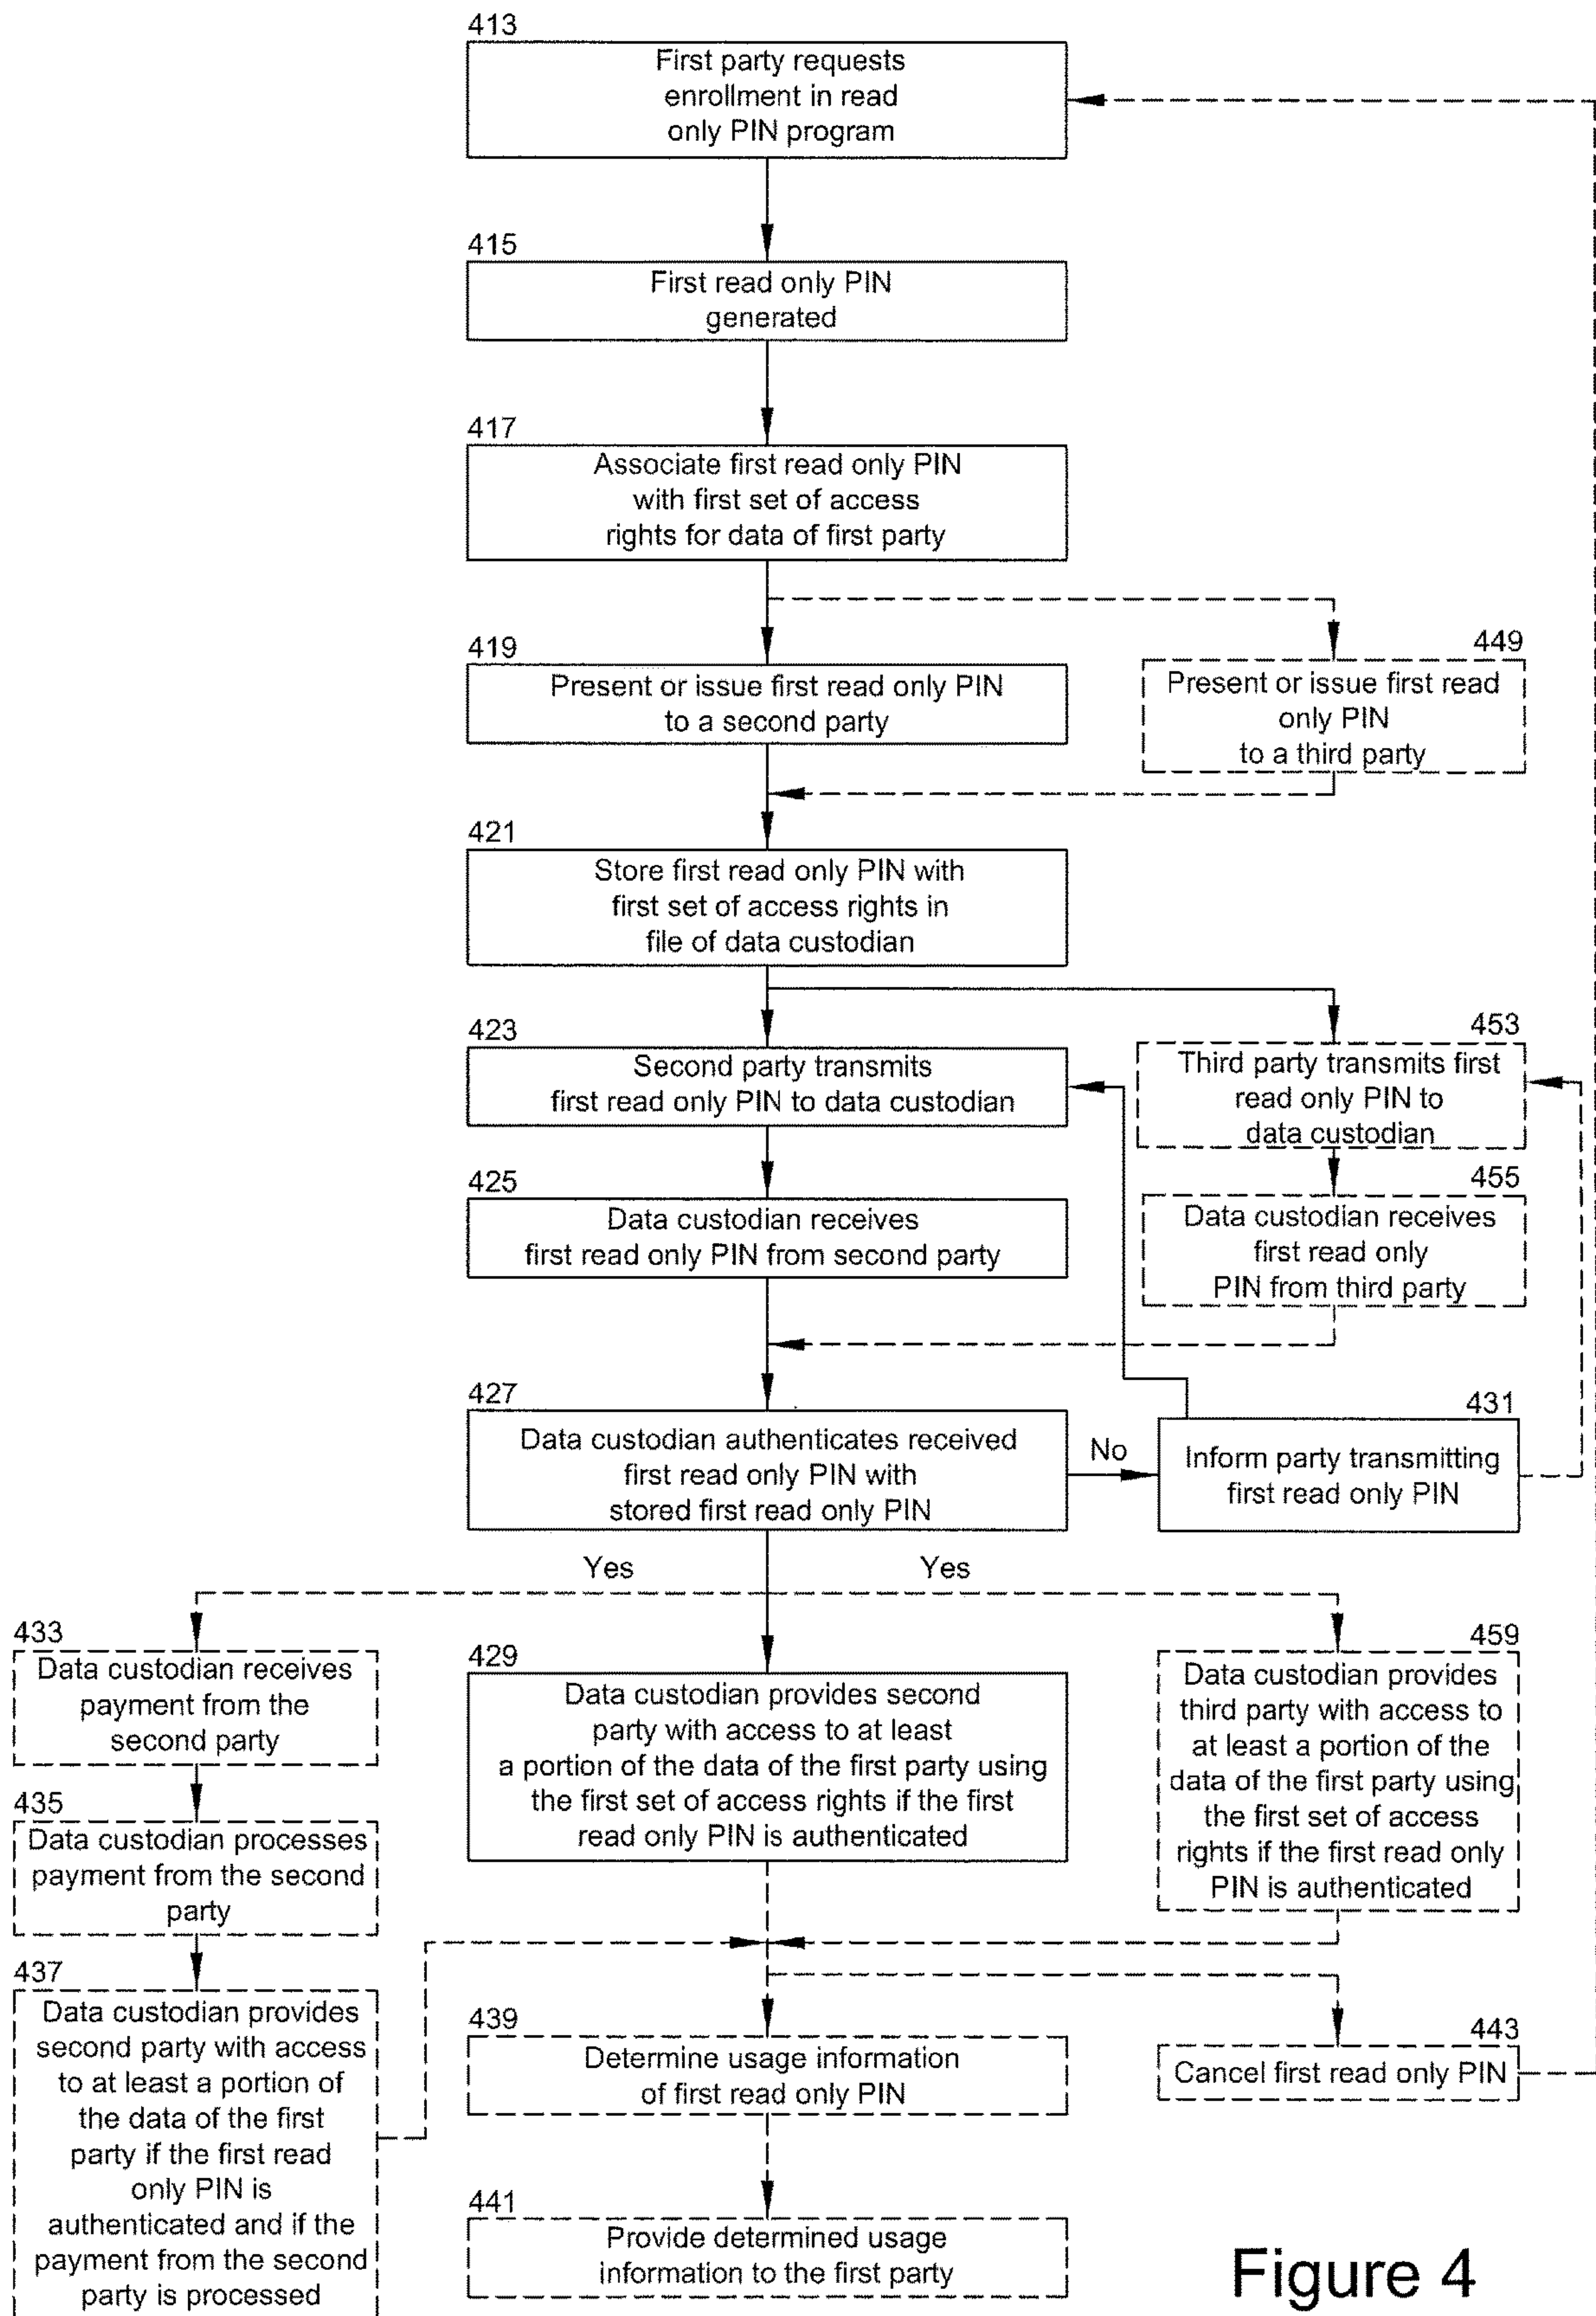 413
First party requests
enrollment in read
only PIN program
415
First read only PIN
generated
417
Associate first read only PIN
with first set of access
rights for data of first party
419
Present or issue first read only PIN
to a second party
449
Present or issue first read
only PIN
to a third party
421
Store first read only PIN with
first set of access rights in
file of data custodian
423
Second party transmits
first read only PIN to data custodian
453
Third party transmits first
read only PIN to
data custodian
425
Data custodian receives
first read only PIN from second party
455
Data custodian receives
first read only
PIN from third party
427
Data custodian authenticates received
first read only PIN with
stored first read only PIN
No
431
Inform party transmitting
first read only PIN
Yes
Yes
433
Data custodian receives
payment from the
second party
429
Data custodian provides second
party with access to at least
a portion of the data of the first party using
the first set of access rights if the first
read only PIN is authenticated
459
Data custodian provides
third party with access to
at least a portion of the
data of the first party using
the first set of access
rights if the first read only
PIN is authenticated
435
Data custodian processes
payment from the second
party
437
Data custodian provides
second party with access
to at least a portion of
the data of the first
party if the first read
only PIN is
authenticated and if the
payment from the second
party is processed
439
Determine usage information
of first read only PIN
443
Cancel first read only PIN
441
Provide determined usage
information to the first party
Figure 4